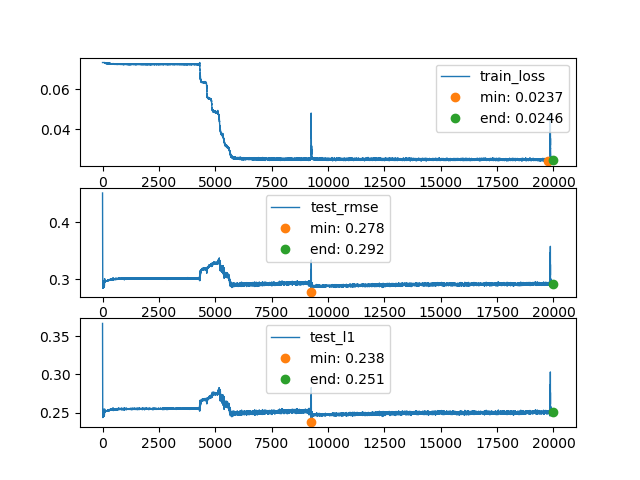 train_loss
min: 0.0237
end: 0.0246
0.06
0.04
0 2500 5000 7500 10000 12500 15000 17500 20000
test_rmse
min: 0.278
end: 0.292
0.4
0.3
0 2500 5000 7500 10000 12500 15000 17500 20000
test_l1
min: 0.238
end: 0.251
0.35
0.30
0.25
0 2500 5000 7500 10000 12500 15000 17500 20000